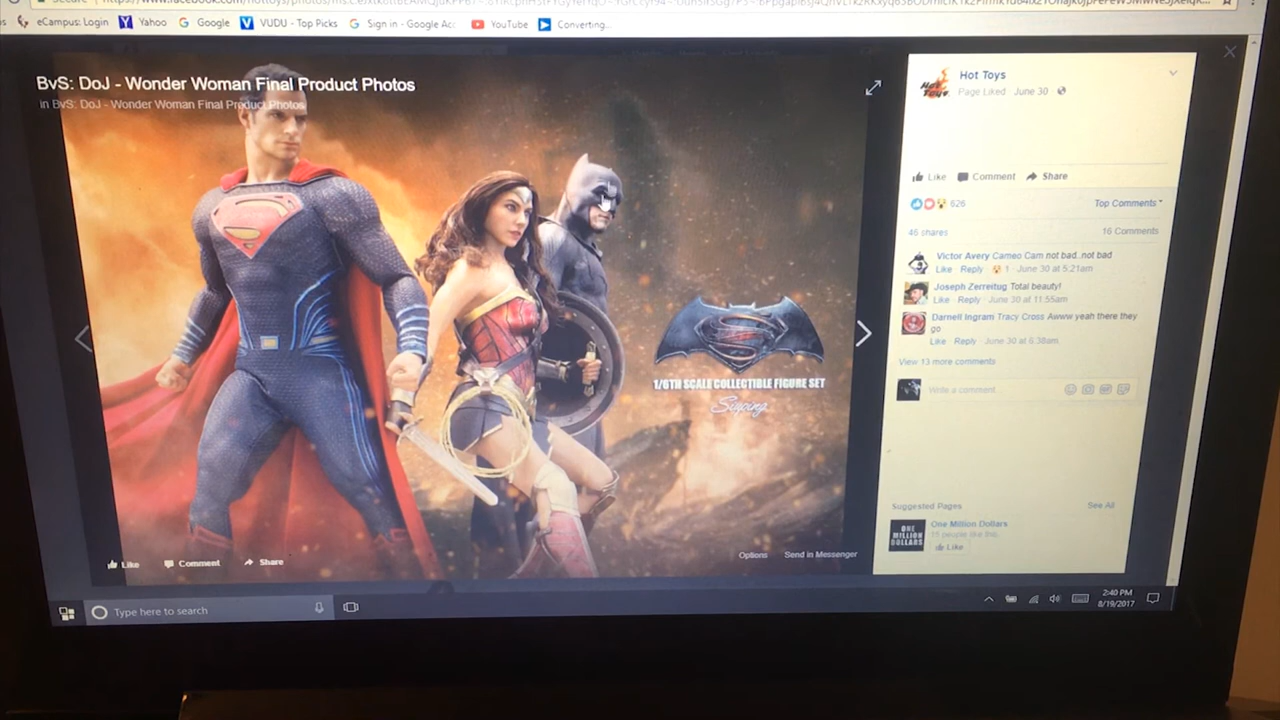 eCampus: Login
Yahoo
Google
VUDU - Top Picks
Sign in - Google Acc
YouTube
Converting...
BvS: DoJ - Wonder Woman Final Product Photos
in BvS: DoJ - Wonder Woman Final Product Photos
Hot Toys
Hot Toys
Page Liked · June 30 ·
Like Comment Share
626
Top Comments
46 shares
16 Comments
Victor Avery Cameo Cam not bad..not bad
Like · Reply · 1 · June 30 at 5:21am
Joseph Zerreitug Total beauty!
Like · Reply · June 30 at 11:55am
Darnell Ingram Tracy Cross Awww yeah there they
go
Like · Reply · June 30 at 6:38am
View 13 more comments
Write a comment...
1/6TH SCALE COLLECTIBLE FIGURE SET
Suggested Pages
See All
ONE
MILLION
DOLLARS
One Million Dollars
people like this
Like
Like Comment Share
Options
Send in Messenger
Type here to search
2:40 PM
8/19/2017